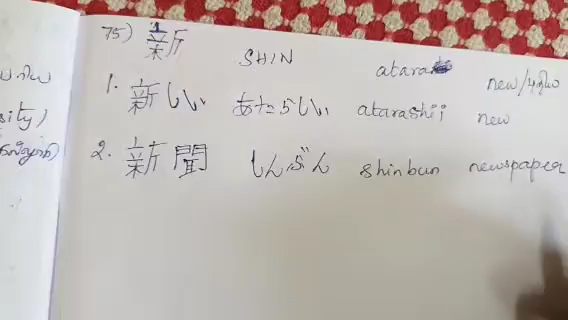 75) 新 SHIN atara new/புதிய
1. 新しい あたらしい atarashii new
2. 新聞 しんぶん shinbun newspaper
sity)